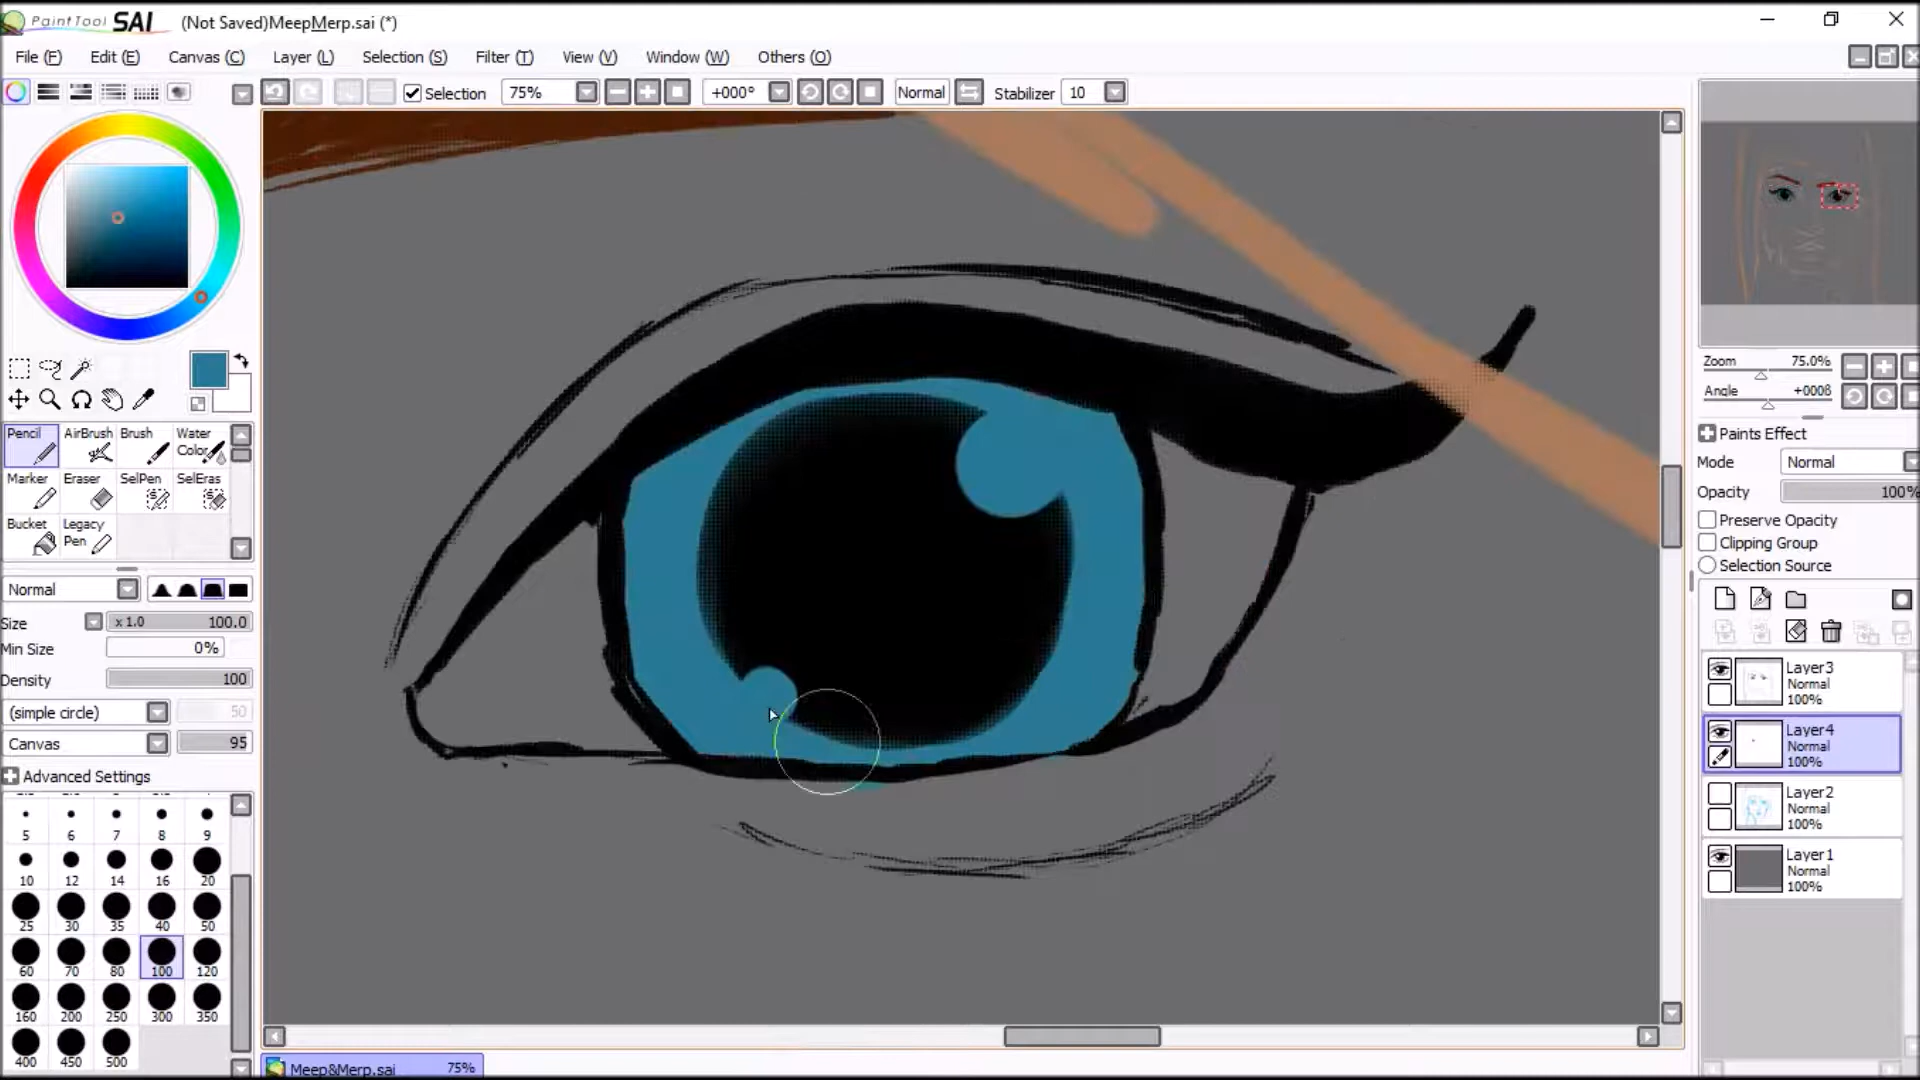 PaintTool SAI (Not Saved)MeepMerp.sai (*)
File (F) Edit (E) Canvas (C) Layer (L) Selection (S) Filter (T) View (V) Window (W) Others (O)
Selection 75% +000° Normal Stabilizer 10
Zoom 75.0%
Angle +000ß
Paints Effect
Mode Normal
Opacity 100%
Preserve Opacity
Clipping Group
Selection Source
Layer3
Normal
100%
Layer4
Normal
100%
Layer2
Normal
100%
Layer1
Normal
100%
Pencil AirBrush Brush Water Color
Marker Eraser SelPen SelEras
Bucket Legacy Pen
Normal
Size x 1.0 100.0
Min Size 0%
Density 100
(simple circle) 50
Canvas 95
Advanced Settings
5 6 7 8 9
10 12 14 16 20
25 30 35 40 50
60 70 80 100 120
160 200 250 300 350
400 450 500
Meep&Merp.sai 75%